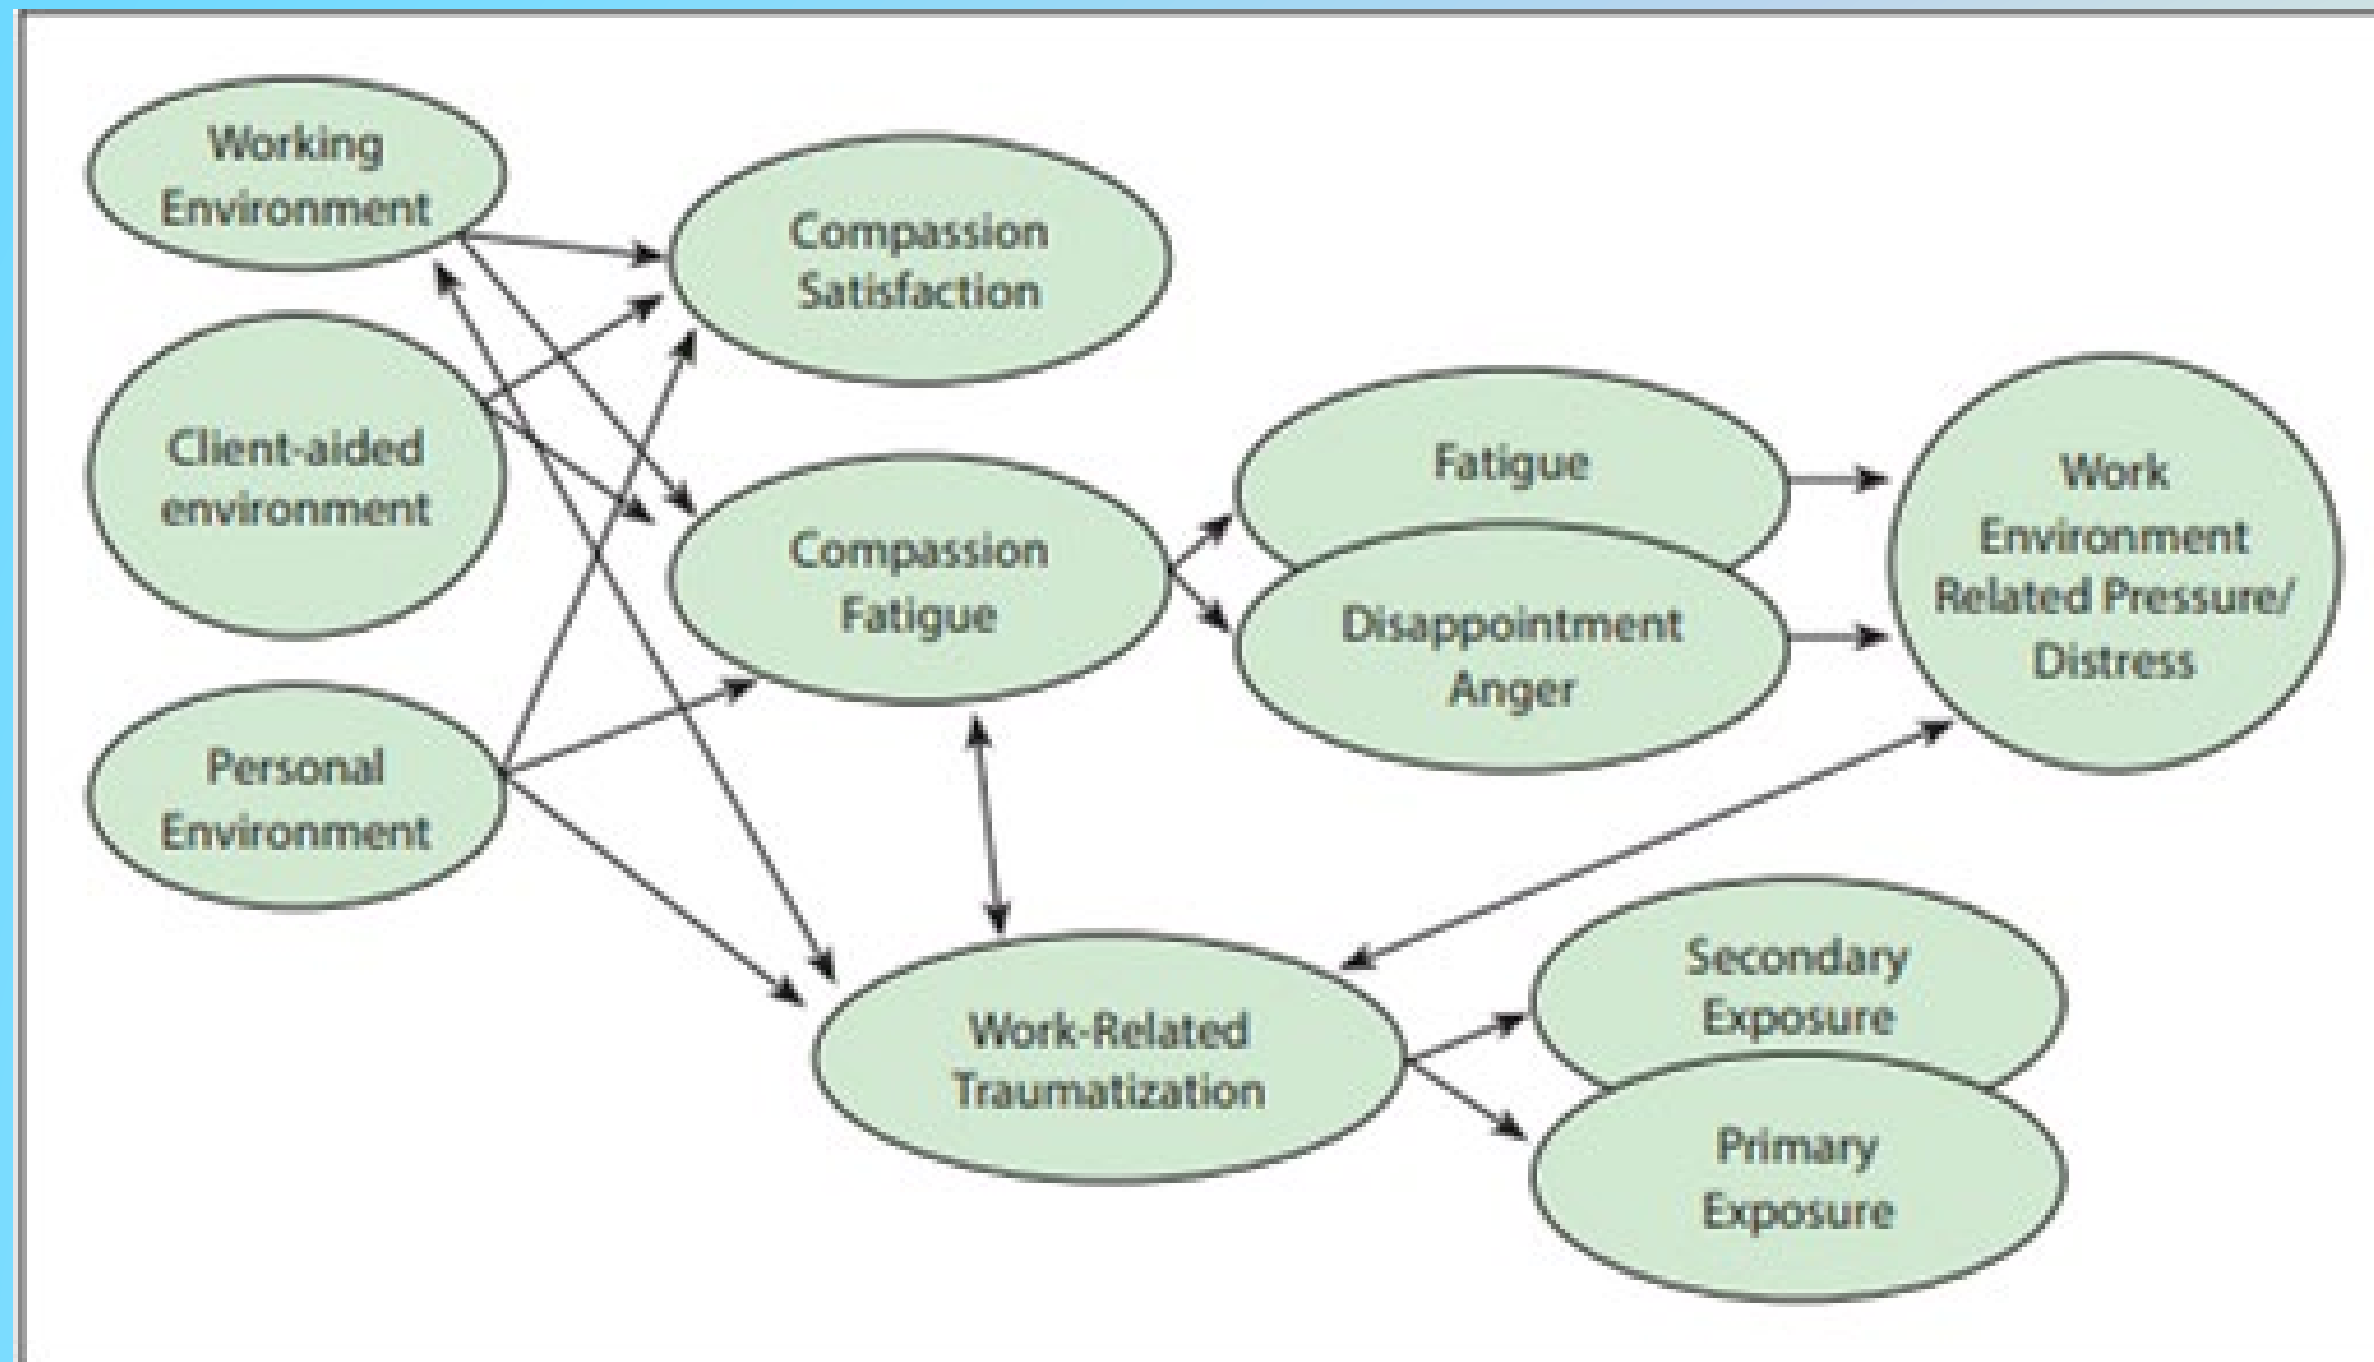 Working
Environment
Compassion
Satisfaction
Client-aided
environment
Compassion
Fatigue
Personal
Environment
Fatigue
Disappointment
Anger
Work
Environment
Related Pressure/
Distress
Work-Related
Traumatization
Secondary
Exposure
Primary
Exposure